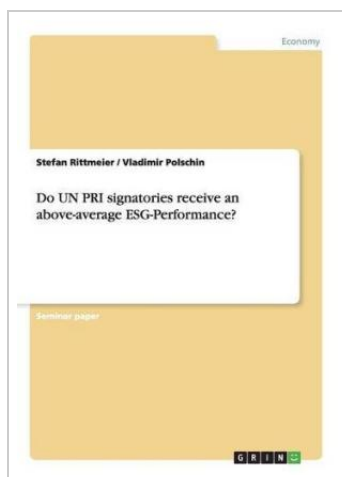 Economy
Stefan Rittmeier / Vladimir Polschin
Do UN PRI signatories receive an
above-average ESG-Performance?
Seminar paper
GRIN